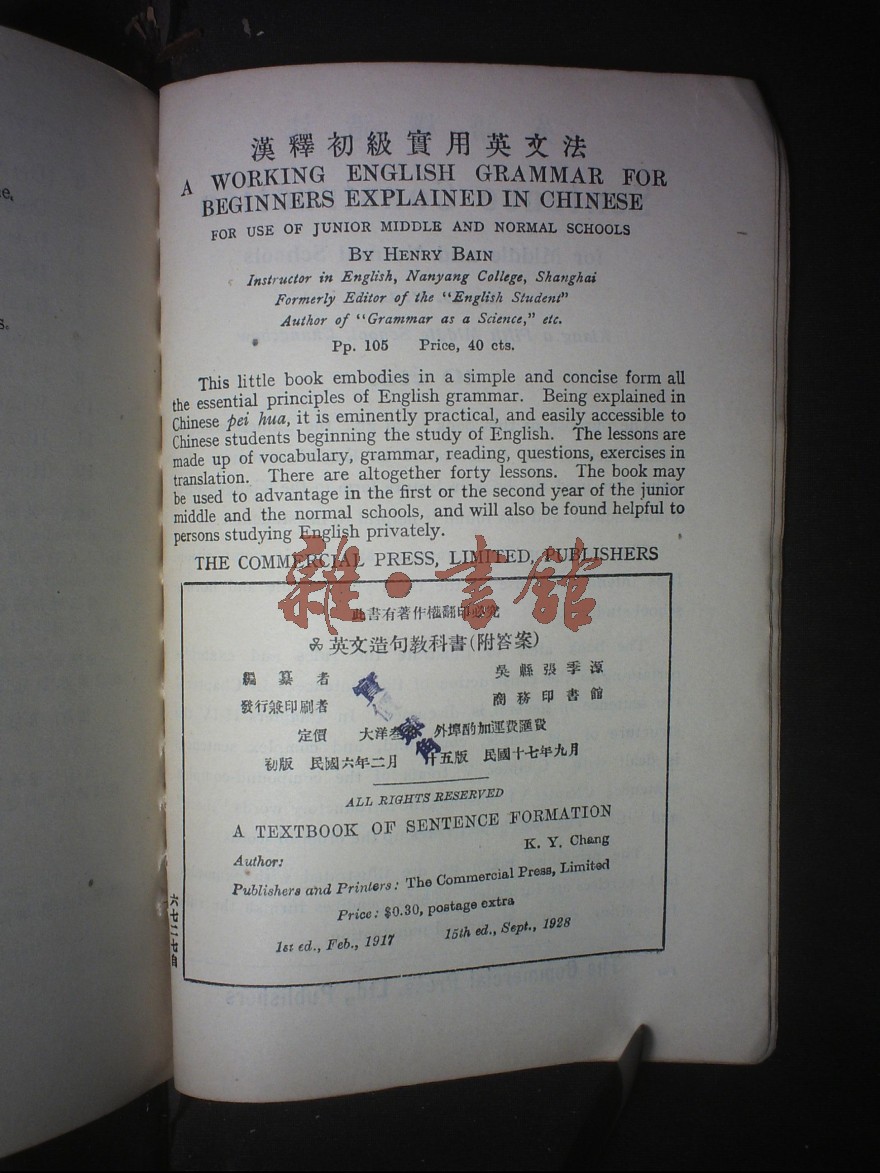 漢釋初級實用英文法
A WORKING ENGLISH GRAMMAR FOR
BEGINNERS EXPLAINED IN CHINESE
FOR USE OF JUNIOR MIDDLE AND NORMAL SCHOOLS
BY HENRY BAIN
Instructor in English, Nanyang College, Shanghai
Formerly Editor of the "English Student"
Author of "Grammar as a Science," etc.
Pp. 105 Price, 40 cts.
This little book embodies in a simple and concise form all
the essential principles of English grammar. Being explained in
Chinese pei hua, it is eminently practical, and easily accessible to
Chinese students beginning the study of English. The lessons are
made up of vocabulary, grammar, reading, questions, exercises in
translation. There are altogether forty lessons. The book may
be used to advantage in the first or the second year of the junior
middle and the normal schools, and will also be found helpful to
persons studying English privately.
THE COMMERCIAL PRESS, LIMITED, PUBLISHERS
雜·書館
此書有著作權翻印必究
英文造句教科書(附答案)
編纂者 吳縣張季源
發行兼印刷者 商務印書館
定價 大洋叁角 外埠酌加運費匯費
實價
初版 民國六年二月 廿五版 民國十七年九月
ALL RIGHTS RESERVED
A TEXTBOOK OF SENTENCE FORMATION
Author: K. Y. Chang
Publishers and Printers: The Commercial Press, Limited
Price: $0.30, postage extra
1st ed., Feb., 1917 15th ed., Sept., 1928
六七二七自